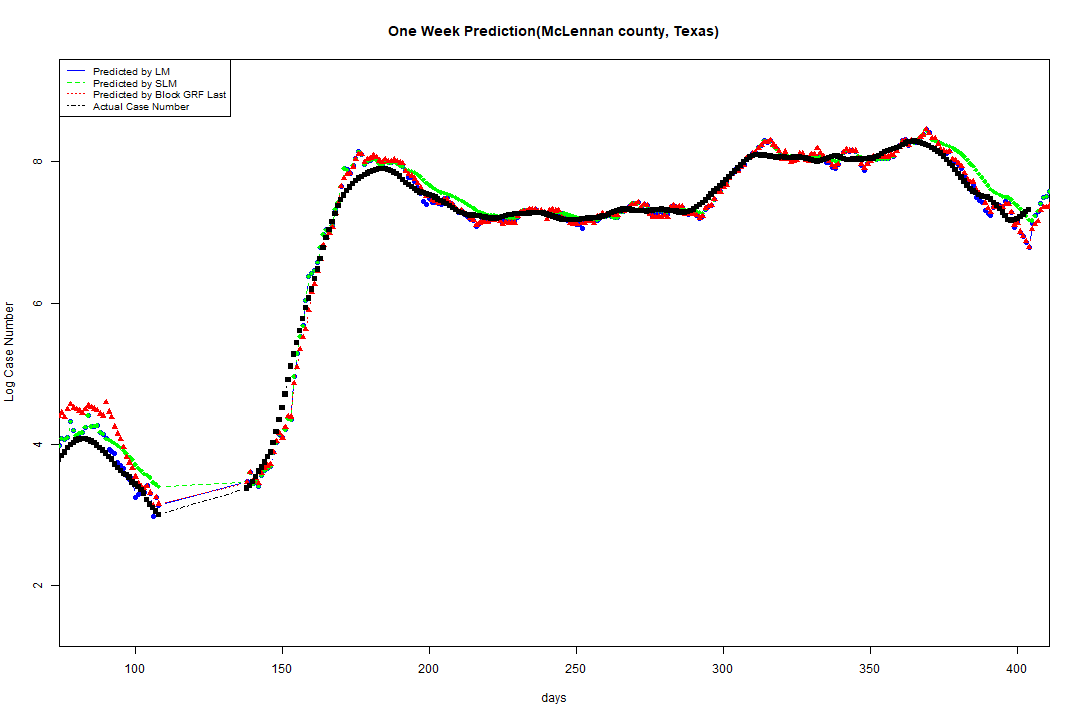 One Week Prediction(McLennan county, Texas)
Predicted by LM
Predicted by SLM
Predicted by Block GRF Last
Actual Case Number
8
6
4
2
Log Case Number
100 150 200 250 300 350 400
days